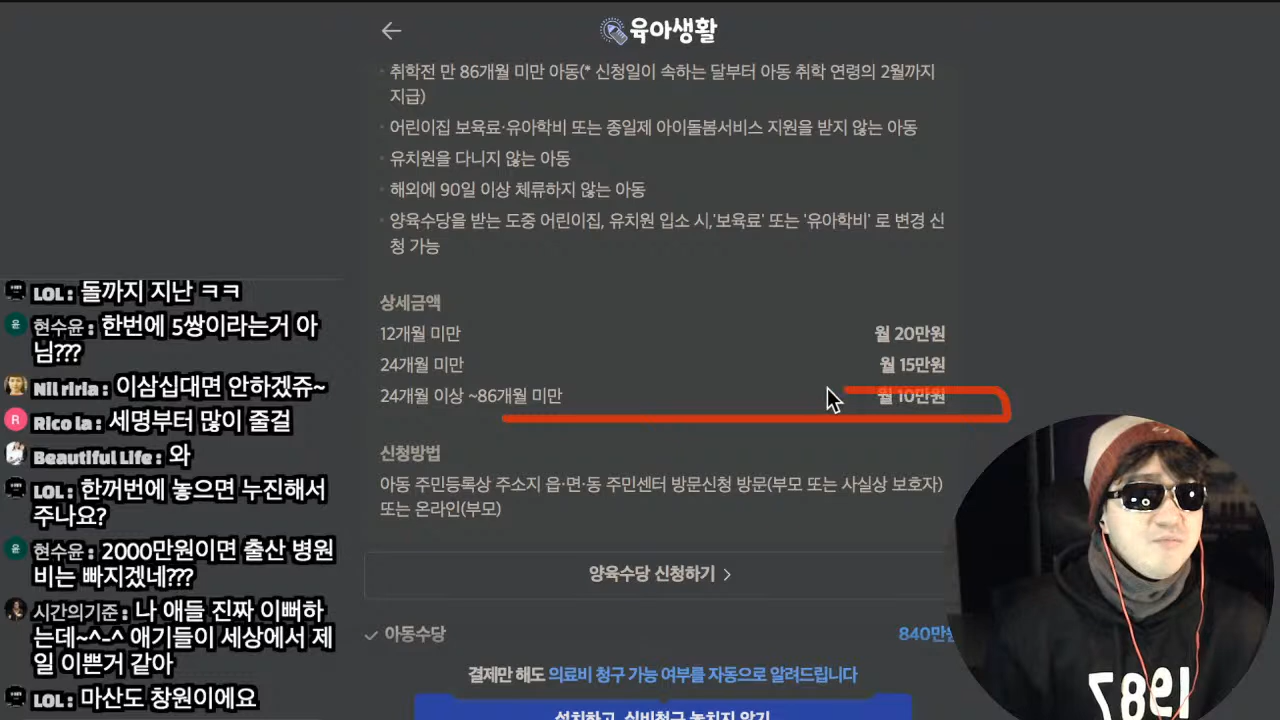 육아생활
· 취학전 만 86개월 미만 아동(* 신청일이 속하는 달부터 아동 취학 연령의 2월까지
지급)
· 어린이집 보육료·유아학비 또는 종일제 아이돌봄서비스 지원을 받지 않는 아동
· 유치원을 다니지 않는 아동
· 해외에 90일 이상 체류하지 않는 아동
· 양육수당을 받는 도중 어린이집, 유치원 입소 시,'보육료' 또는 '유아학비' 로 변경 신
청 가능
상세금액
12개월 미만 월 20만원
24개월 미만 월 15만원
24개월 이상 ~86개월 미만 월 10만원
신청방법
아동 주민등록상 주소지 읍·면·동 주민센터 방문신청 방문(부모 또는 사실상 보호자)
또는 온라인(부모)
양육수당 신청하기 >
아동수당 840만원
결제만 해도 의료비 청구 가능 여부를 자동으로 알려드립니다
설치하고, 실비청구 놓치지 않기
LOL : 돌까지 지난 ㅋㅋ
윤 현수윤 : 한번에 5쌍이라는거 아
님???
Nil rirla : 이삼십대면 안하겠쥬~
R Rico la : 세명부터 많이 줄걸
Beautiful Life : 와
LOL : 한꺼번에 놓으면 누진해서
주나요?
윤 현수윤 : 2000만원이면 출산 병원
비는 빠지겠네???
시간의기준 : 나 애들 진짜 이뻐하
는데~^-^ 애기들이 세상에서 제
일 이쁜거 같아
LOL : 마산도 창원이에요
1987